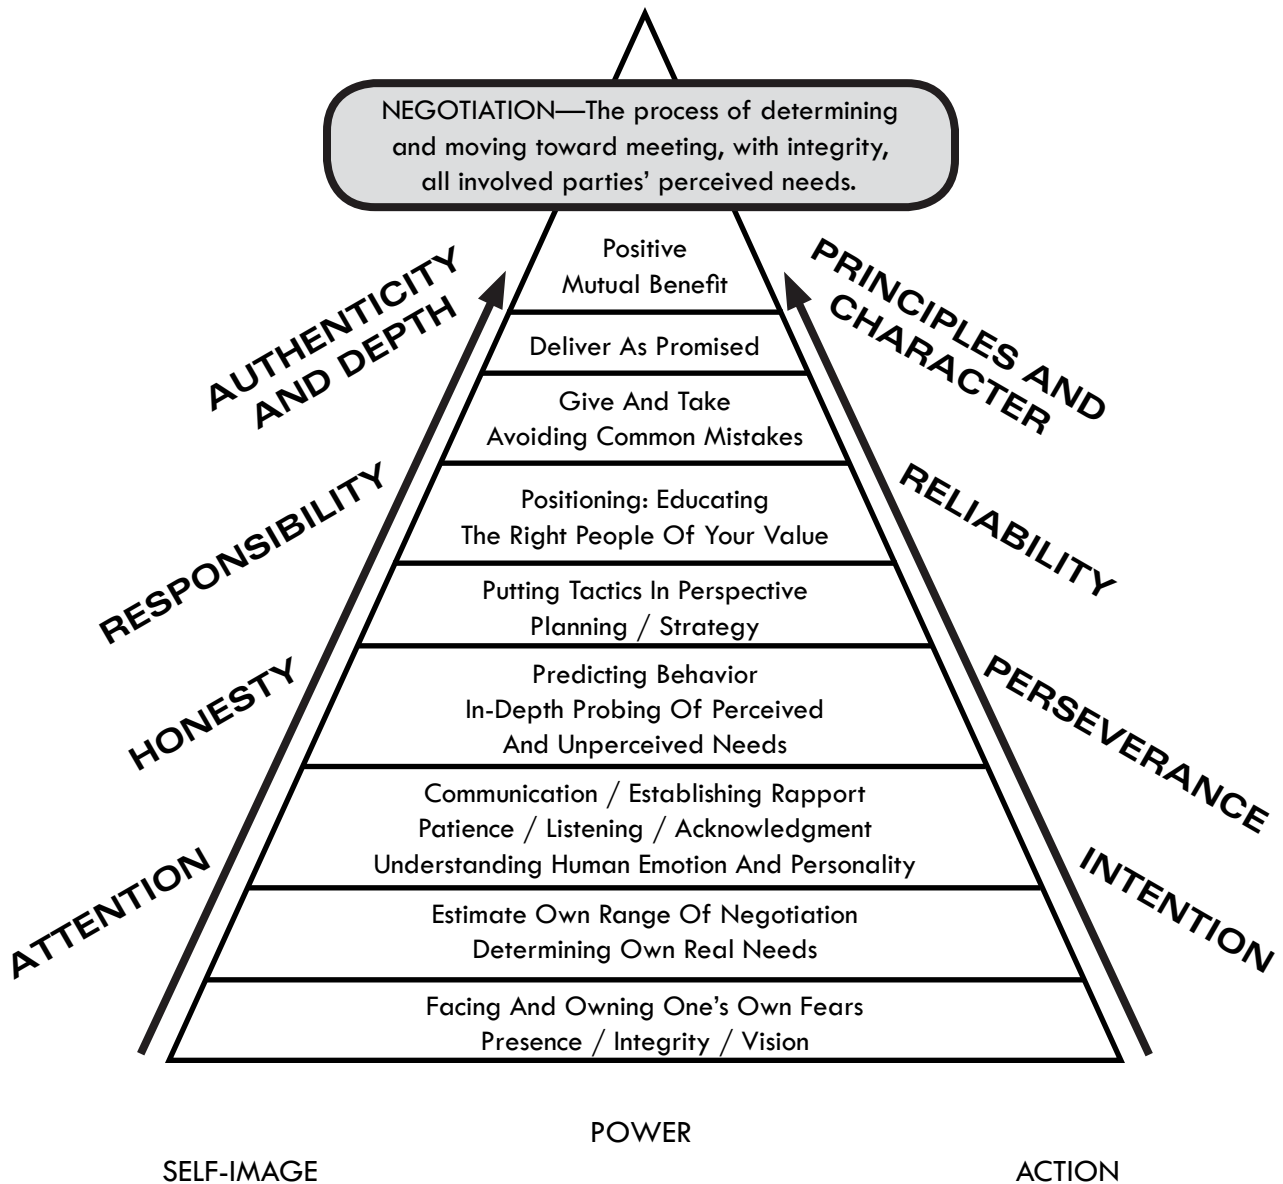 NEGOTIATION—The process of determining
and moving toward meeting, with integrity,
all involved parties’ perceived needs.
Positive
Mutual Benefit
Deliver As Promised
Give And Take
Avoiding Common Mistakes
Positioning: Educating
The Right People Of Your Value
Putting Tactics In Perspective
Planning / Strategy
Predicting Behavior
In-Depth Probing Of Perceived
And Unperceived Needs
Communication / Establishing Rapport
Patience / Listening / Acknowledgment
Understanding Human Emotion And Personality
Estimate Own Range Of Negotiation
Determining Own Real Needs
Facing And Owning One’s Own Fears
Presence / Integrity / Vision
AUTHENTICITY
AND DEPTH
RESPONSIBILITY
HONESTY
ATTENTION
PRINCIPLES AND
CHARACTER
RELIABILITY
PERSEVERANCE
INTENTION
POWER
SELF-IMAGE
ACTION